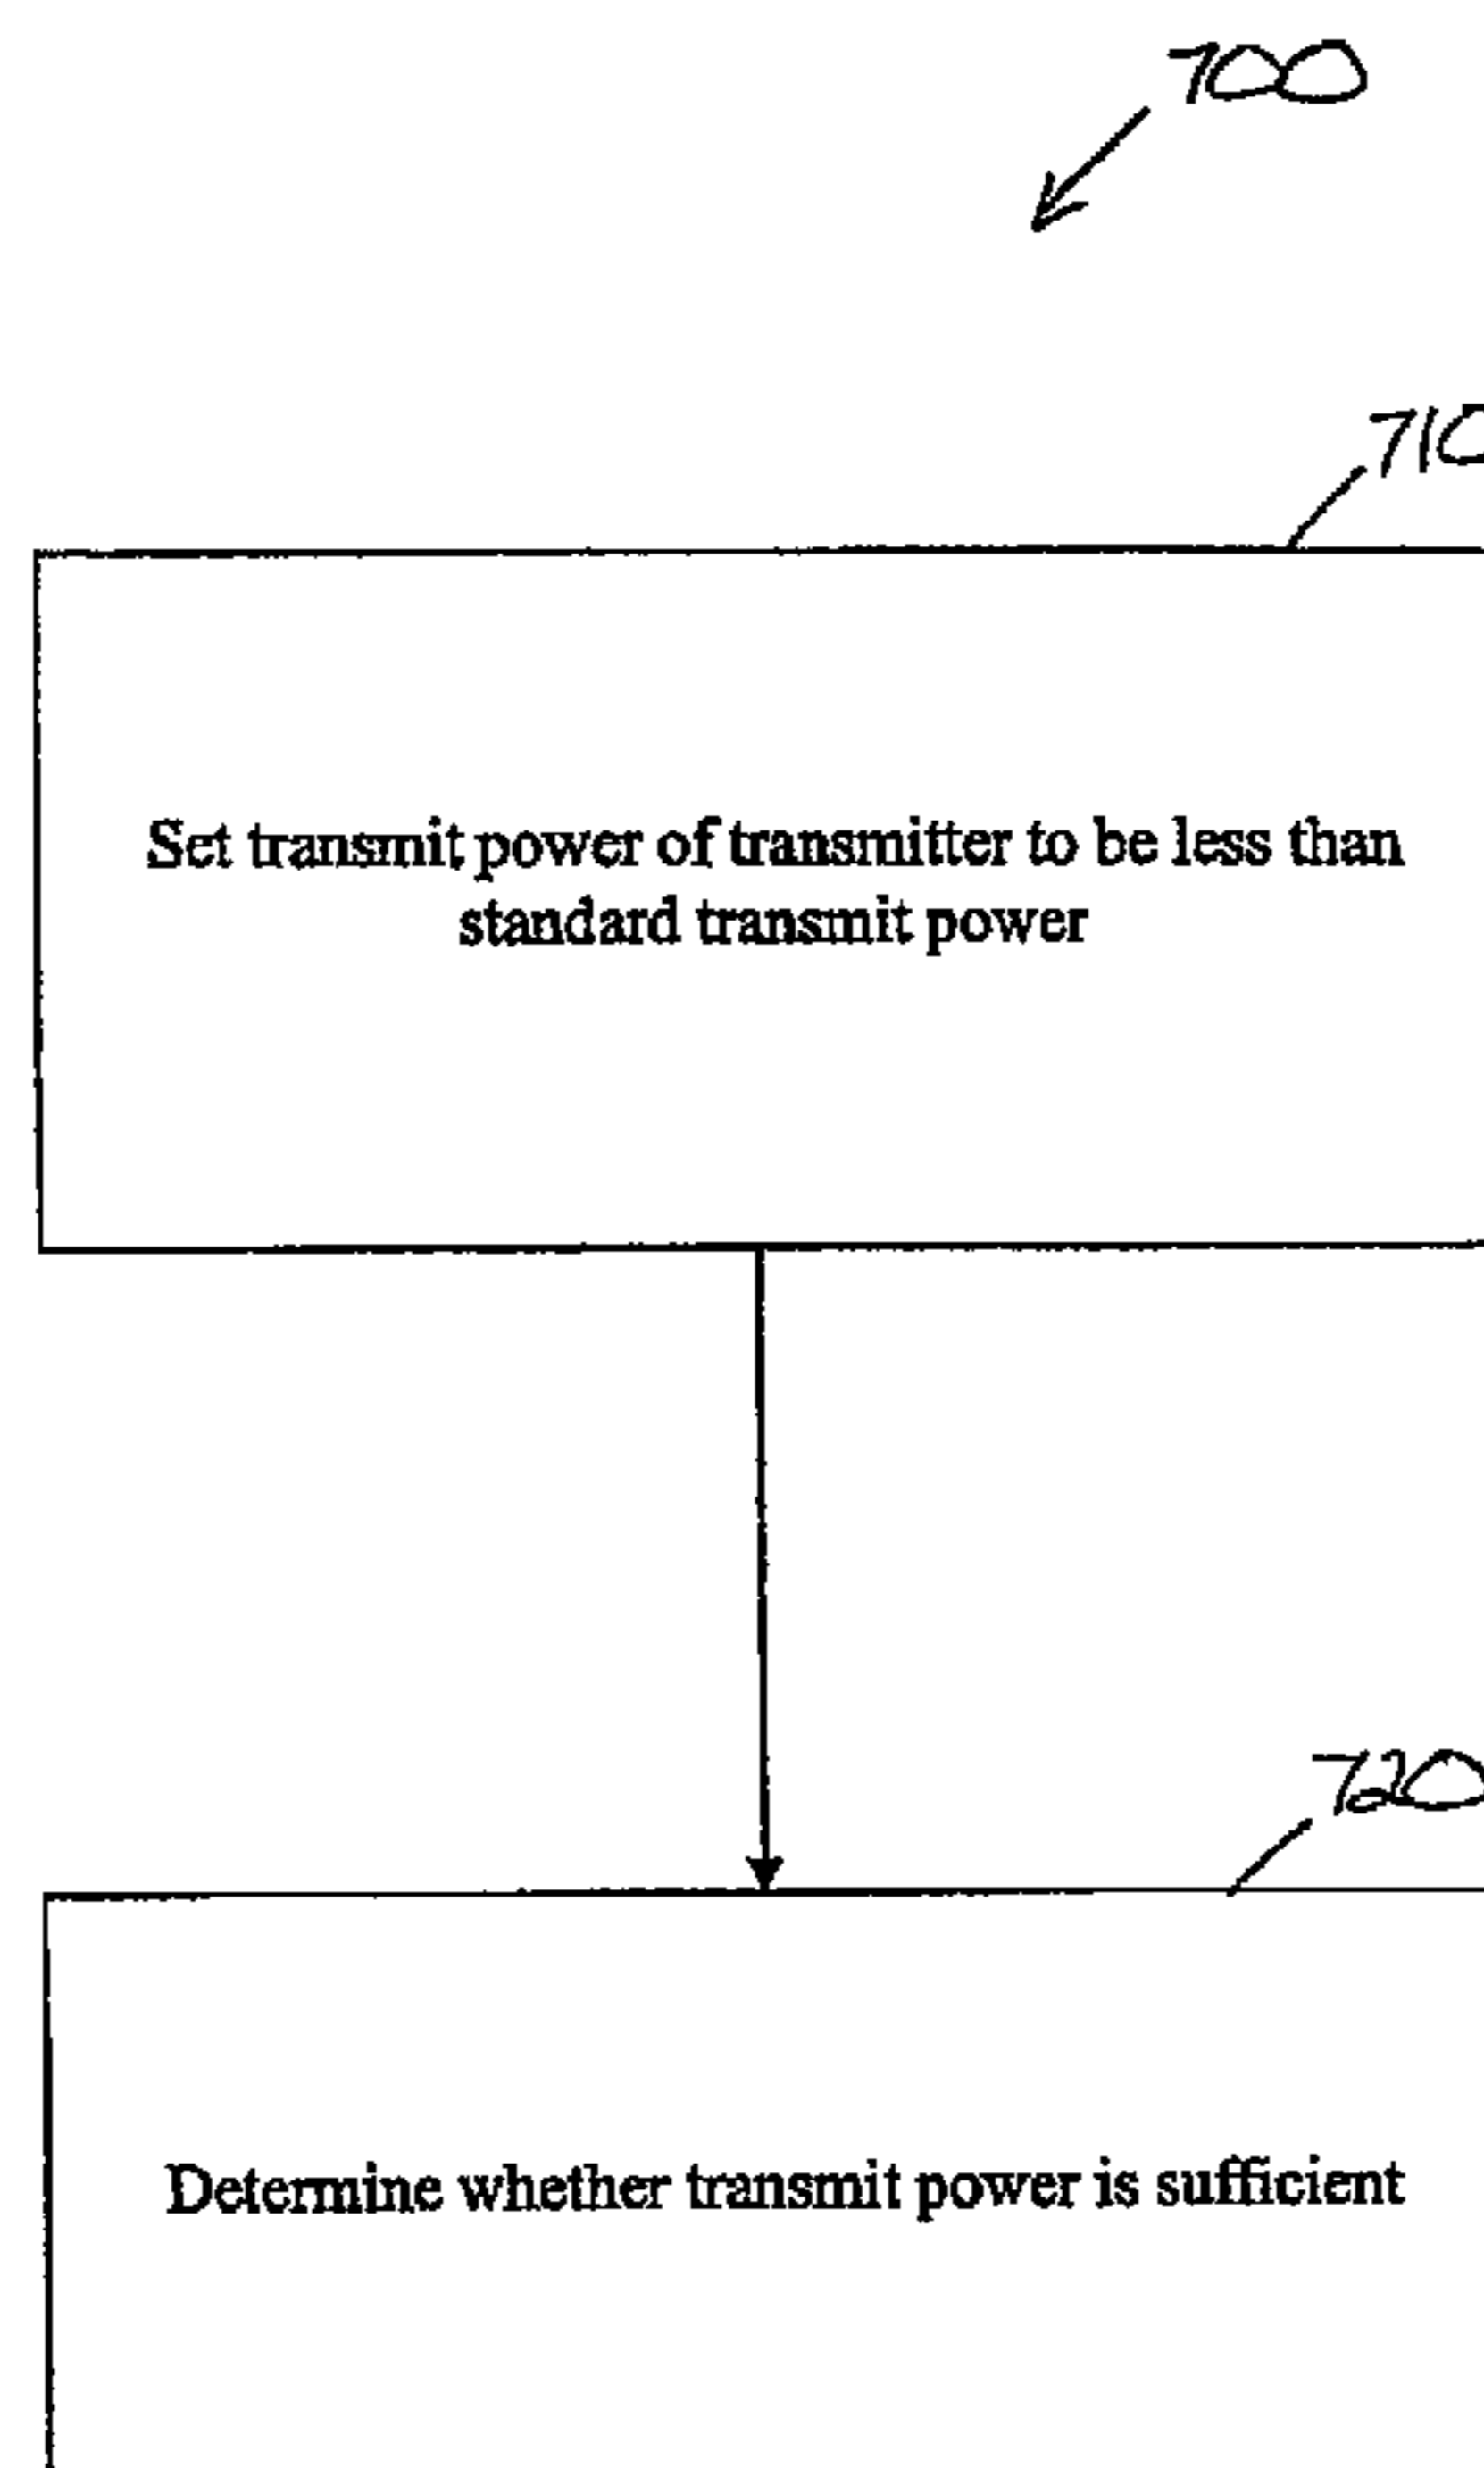 700
710
Set transmit power of transmitter to be less than
standard transmit power
720
Determine whether transmit power is sufficient